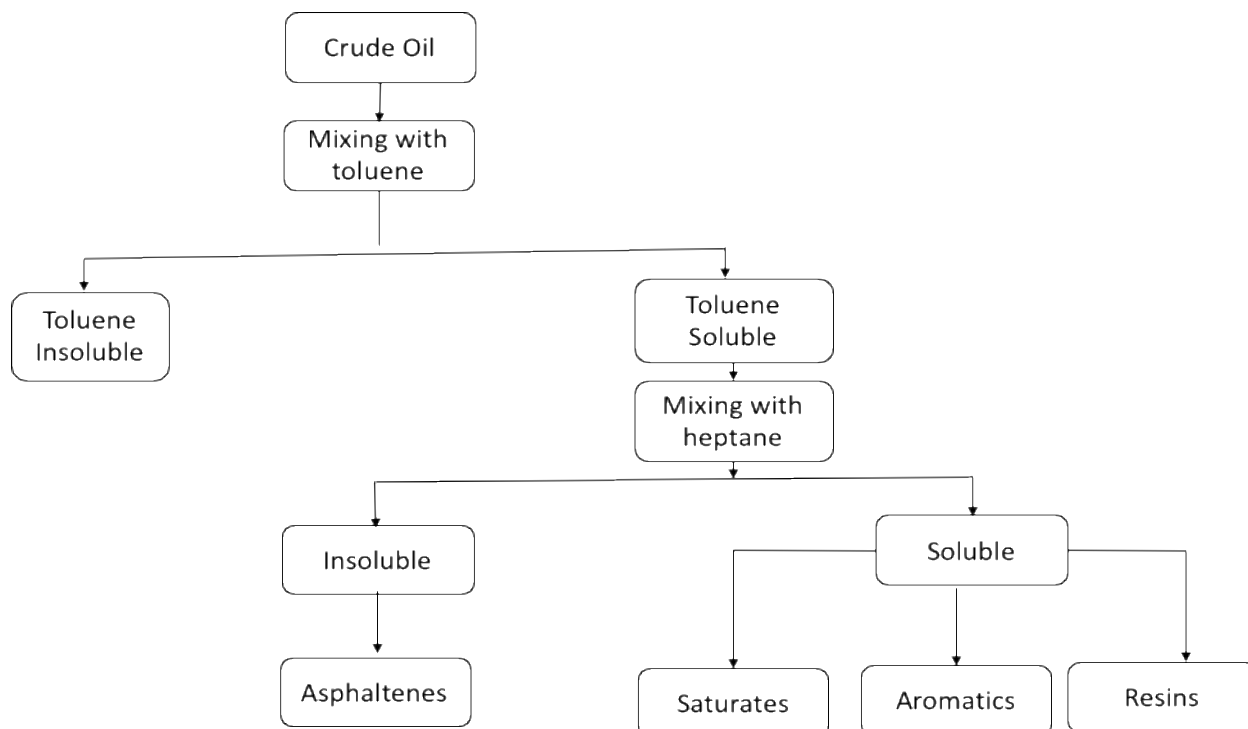 Crude Oil
Mixing with
toluene
Toluene
Insoluble
Toluene
Soluble
Mixing with
heptane
Insoluble
Soluble
Asphaltenes
Saturates
Aromatics
Resins